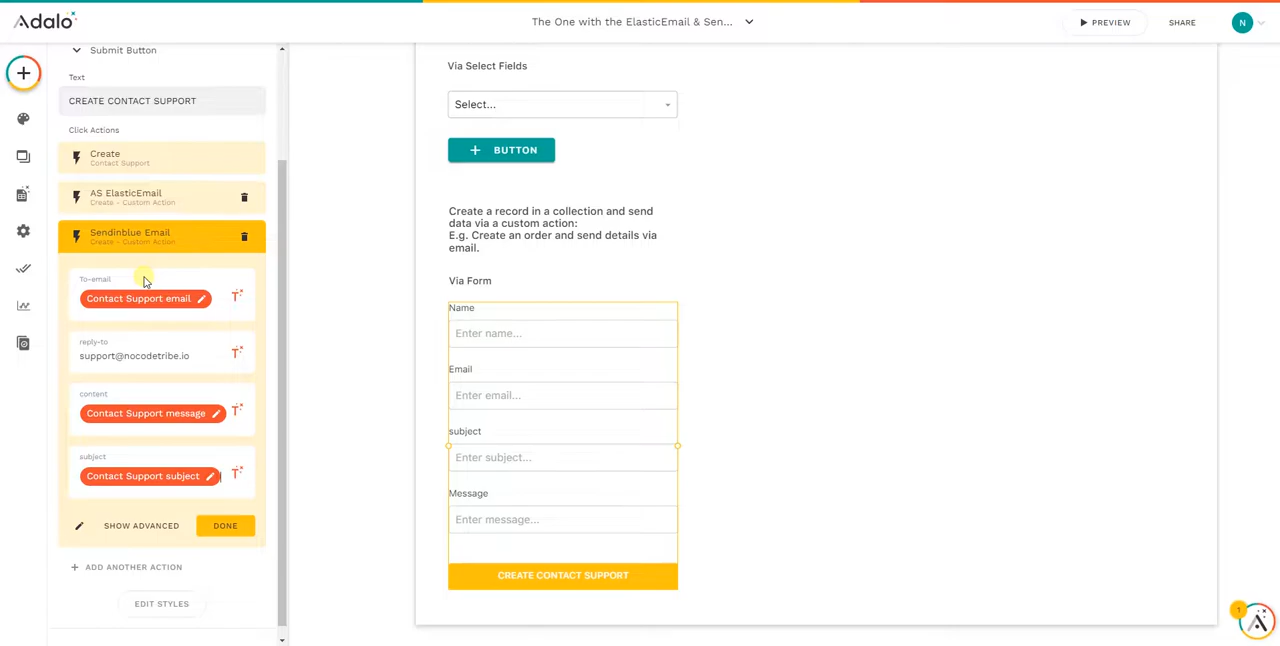 Adalo
The One with the ElasticEmail & Sen...
PREVIEW
SHARE
N
Submit Button
Text
CREATE CONTACT SUPPORT
Click Actions
Create
Contact Support
AS ElasticEmail
Create - Custom Action
Sendinblue Email
Create - Custom Action
To-email
Contact Support email
reply-to
support@nocodetribe.io
content
Contact Support message
subject
Contact Support subject
SHOW ADVANCED
DONE
+ ADD ANOTHER ACTION
EDIT STYLES
Via Select Fields
Select...
+ BUTTON
Create a record in a collection and send
data via a custom action:
E.g. Create an order and send details via
email.
Via Form
Name
Enter name...
Email
Enter email...
subject
Enter subject...
Message
Enter message...
CREATE CONTACT SUPPORT
1